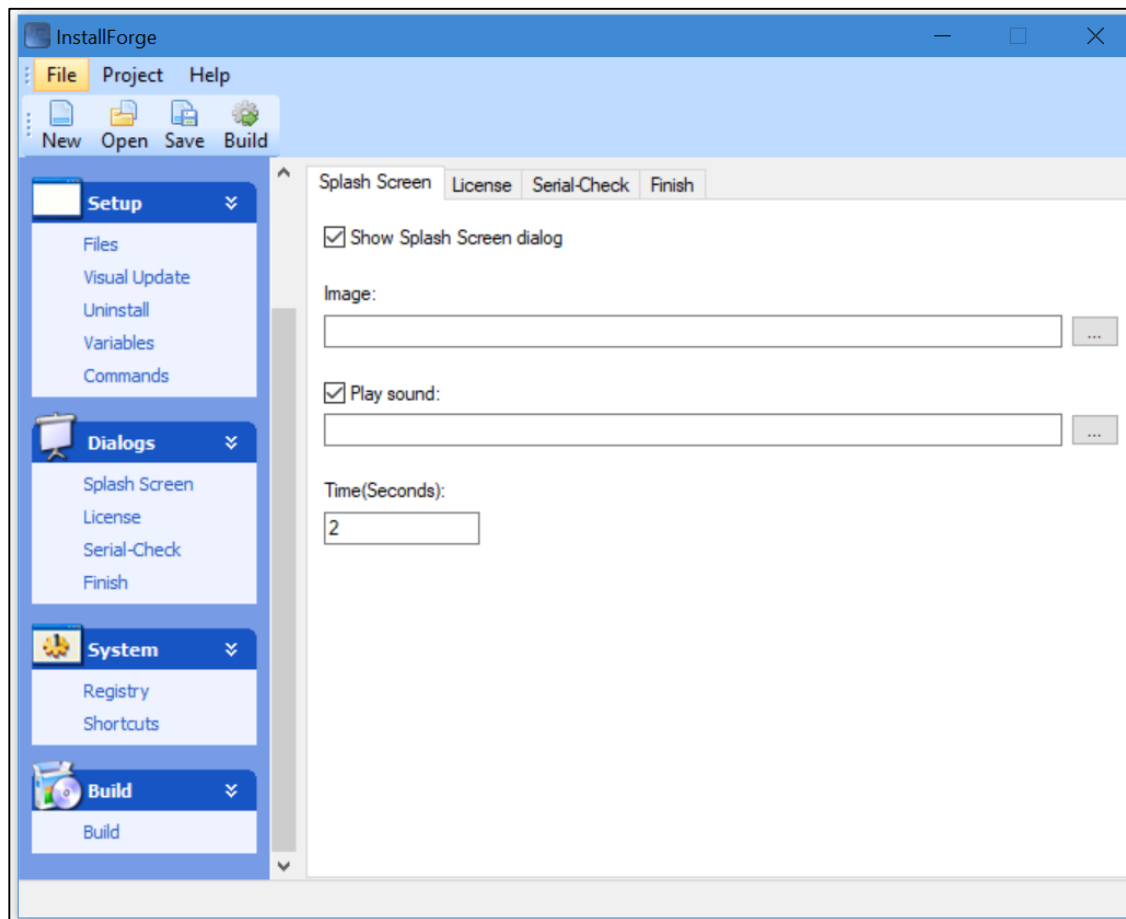 InstallForge
File Project Help
New Open Save Build
Setup
Files
Visual Update
Uninstall
Variables
Commands
Dialogs
Splash Screen
License
Serial-Check
Finish
System
Registry
Shortcuts
Build
Build
Splash Screen License Serial-Check Finish
Show Splash Screen dialog
Image:
...
Play sound:
...
Time(Seconds):
2